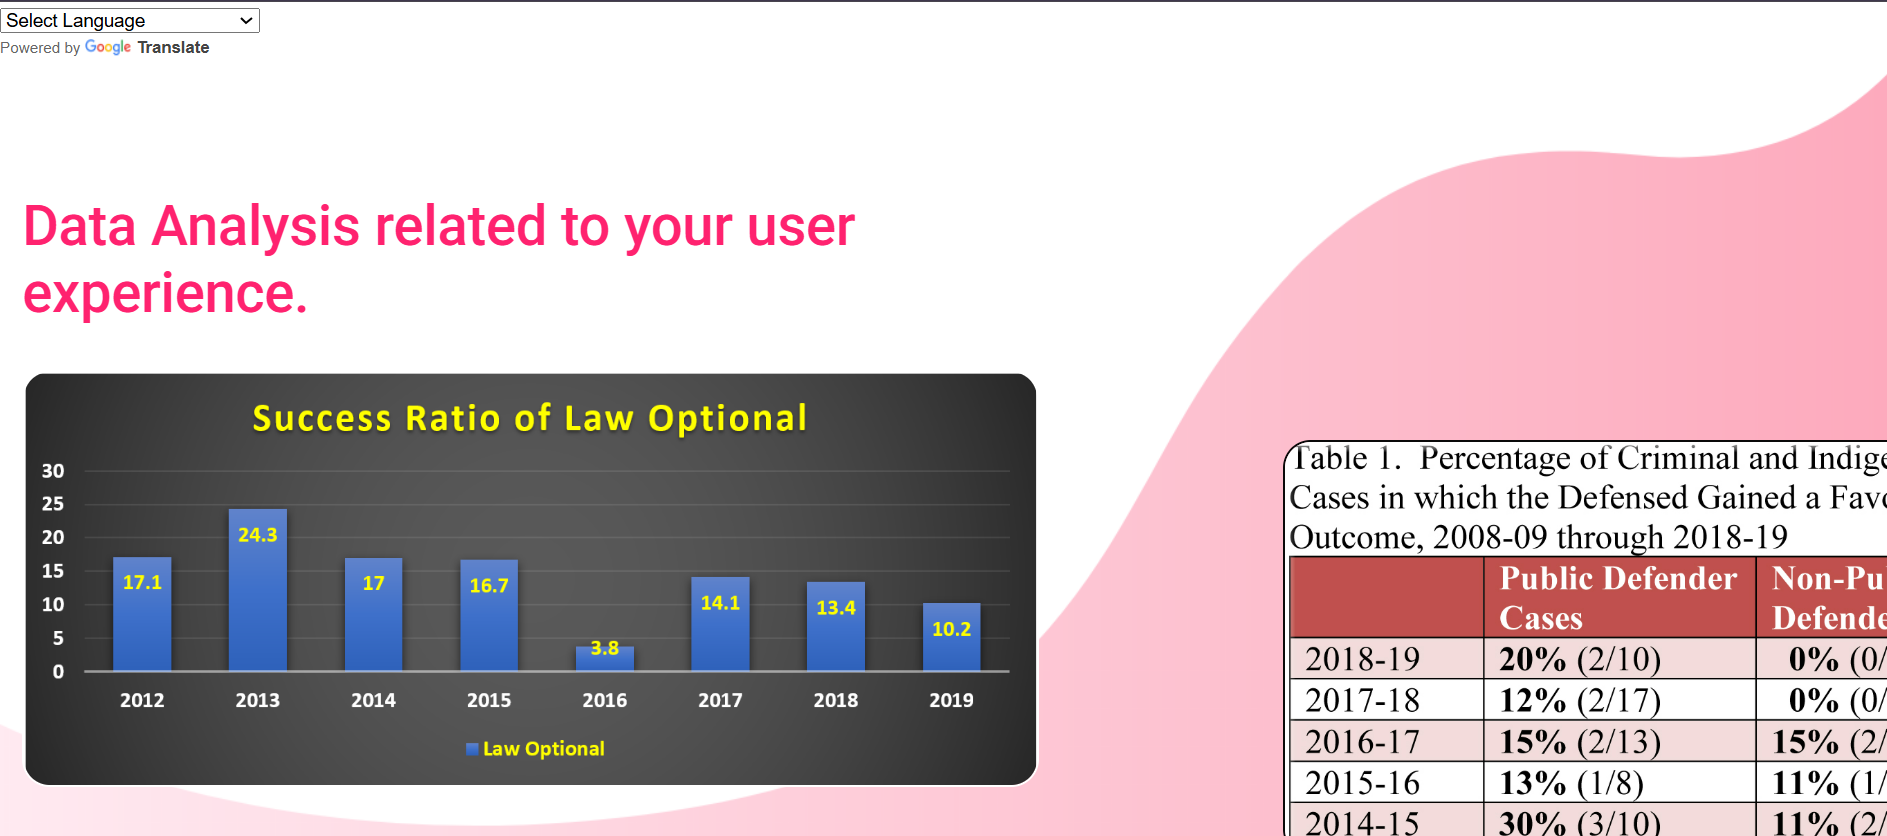 Select Language
Powered by Google Translate
Data Analysis related to your user
experience.
Success Ratio of Law Optional
30
25
20
15
10
5
0
17.1
24.3
17
16.7
3.8
14.1
13.4
10.2
2012 2013 2014 2015 2016 2017 2018 2019
Law Optional
Table 1. Percentage of Criminal and
Cases in which the Defensed Gained a
Outcome, 2008-09 through 2018-19
Public Defender
Cases
2018-19 20% (2/10) 0% (0/
2017-18 12% (2/17) 0% (0/
2016-17 15% (2/13) 15% (2/
2015-16 13% (1/8) 11% (1/
2014-15 30% (3/10) 11% (2/